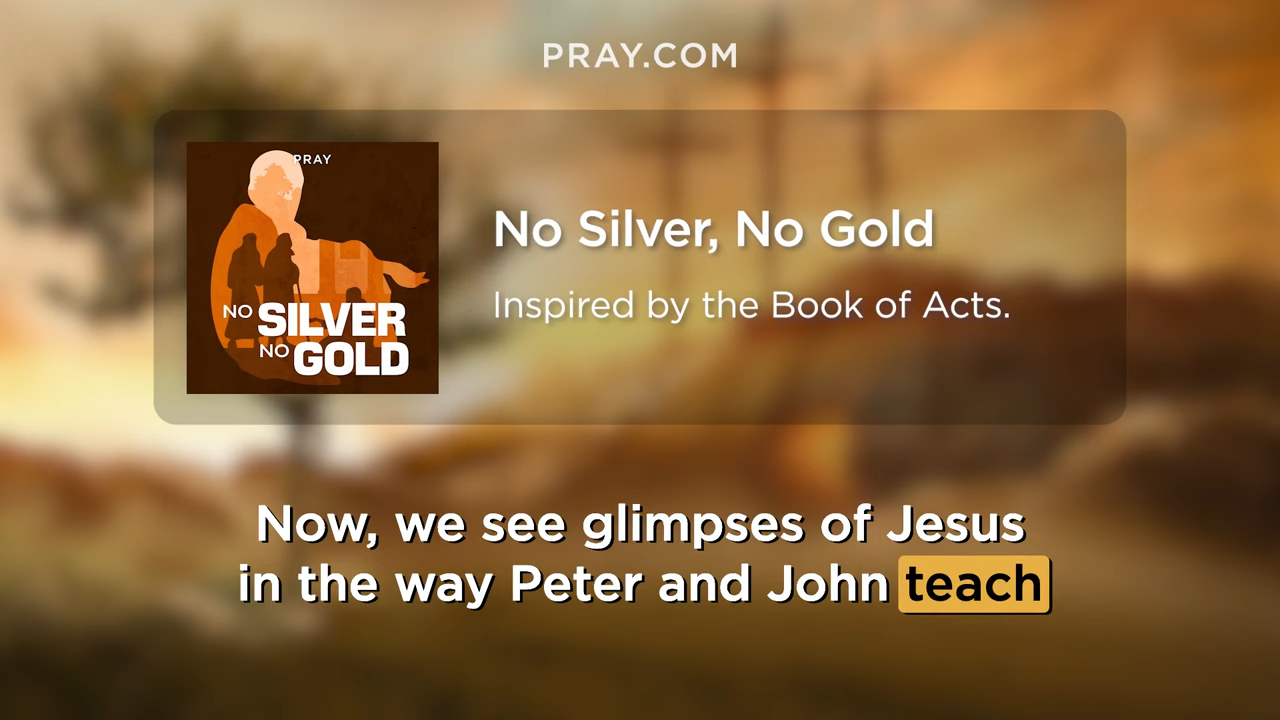 PRAY.COM
PRAY
NO SILVER
NO GOLD
No Silver, No Gold
Inspired by the Book of Acts.
Now, we see glimpses of Jesus
in the way Peter and John teach